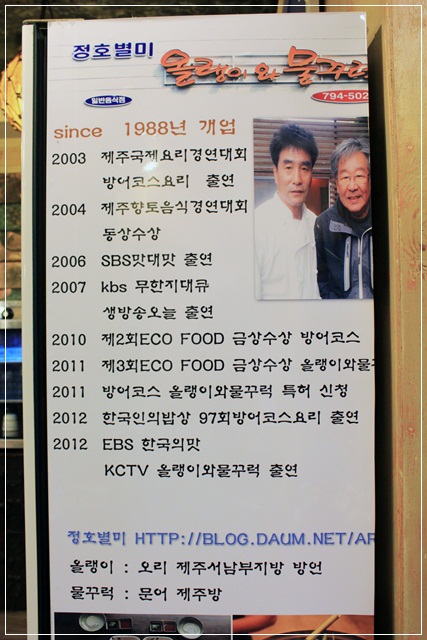 정호별미
올랭이와 물꾸럭
일반음식점
794-502
since 1988년 개업
2003 제주국제요리경연대회
방어코스요리 출연
2004 제주향토음식경연대회
동상수상
2006 SBS맛대맛 출연
2007 kbs 무한지대큐
생방송오늘 출연
2010 제2회ECO FOOD 금상수상 방어코스
2011 제3회ECO FOOD 금상수상 올랭이와물꾸
2011 방어코스 올랭이와물꾸럭 특허 신청
2012 한국인의밥상 97회방어코스요리 출연
2012 EBS 한국의맛
KCTV 올랭이와물꾸럭 출연
정호별미 HTTP://BLOG.DAUM.NET/AR
올랭이 : 오리 제주서남부지방 방언
물꾸럭 : 문어 제주방